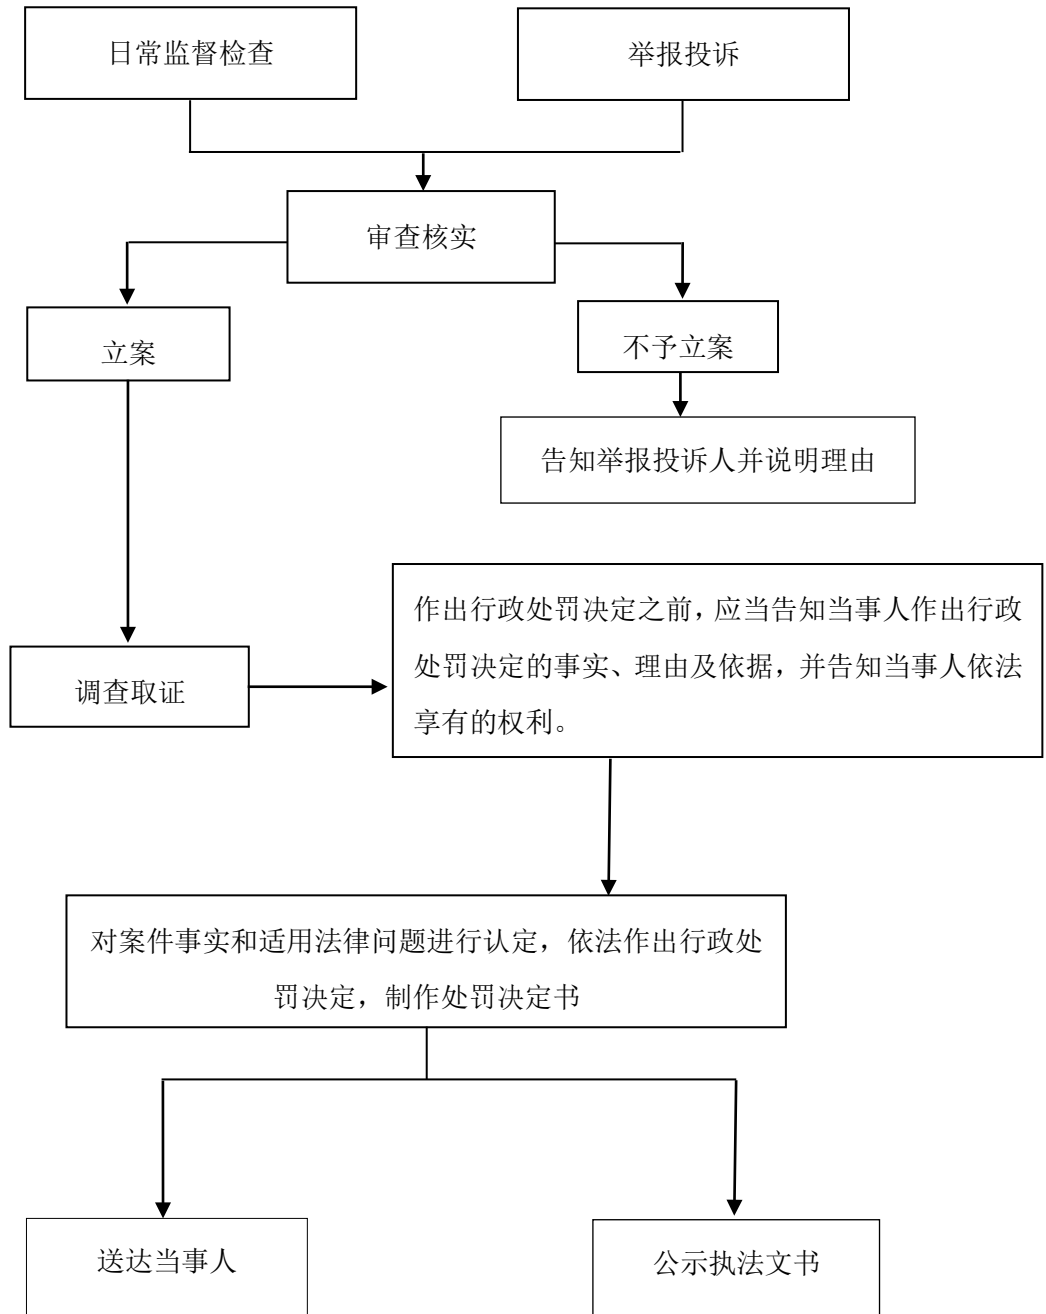 日常监督检查
举报投诉
审查核实
立案
不予立案
告知举报投诉人并说明理由
作出行政处罚决定之前，应当告知当事人作出行政
处罚决定的事实、理由及依据，并告知当事人依法
享有的权利。
调查取证
对案件事实和适用法律问题进行认定，依法作出行政处
罚决定，制作处罚决定书
送达当事人
公示执法文书